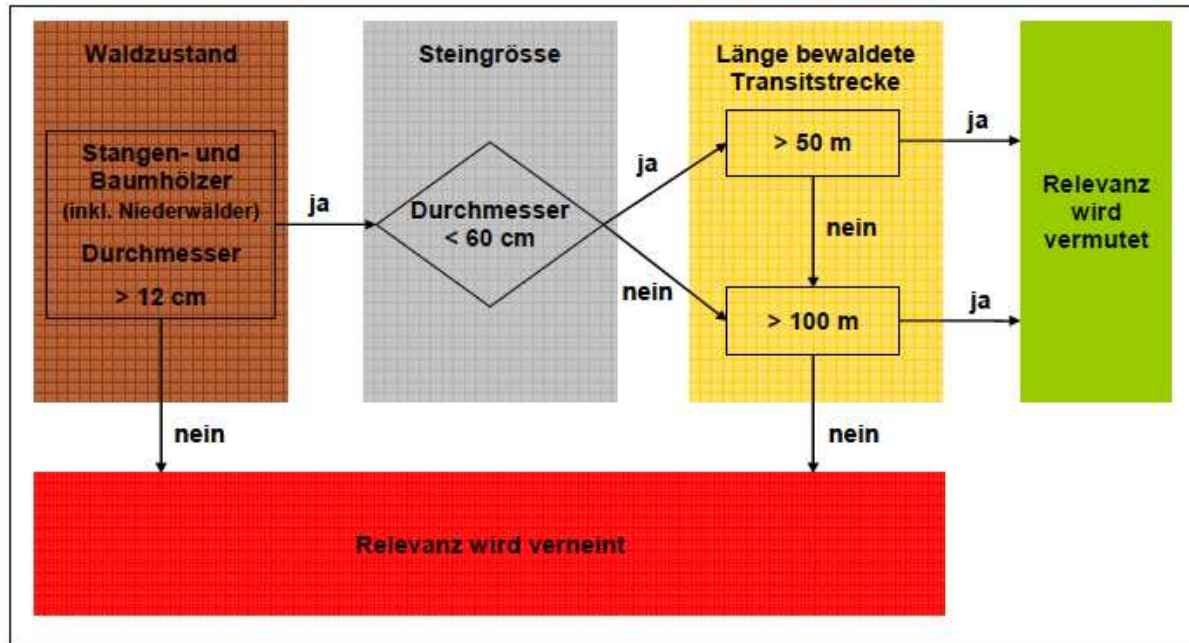 Waldzustand
Stangen- und
Baumhölzer
(inkl. Niederwälder)
Durchmesser
> 12 cm
ja
nein
Steingrösse
Durchmesser
< 60 cm
ja
nein
Länge bewaldete
Transitstrecke
> 50 m
ja
nein
> 100 m
ja
nein
Relevanz
wird
vermutet
Relevanz wird verneint